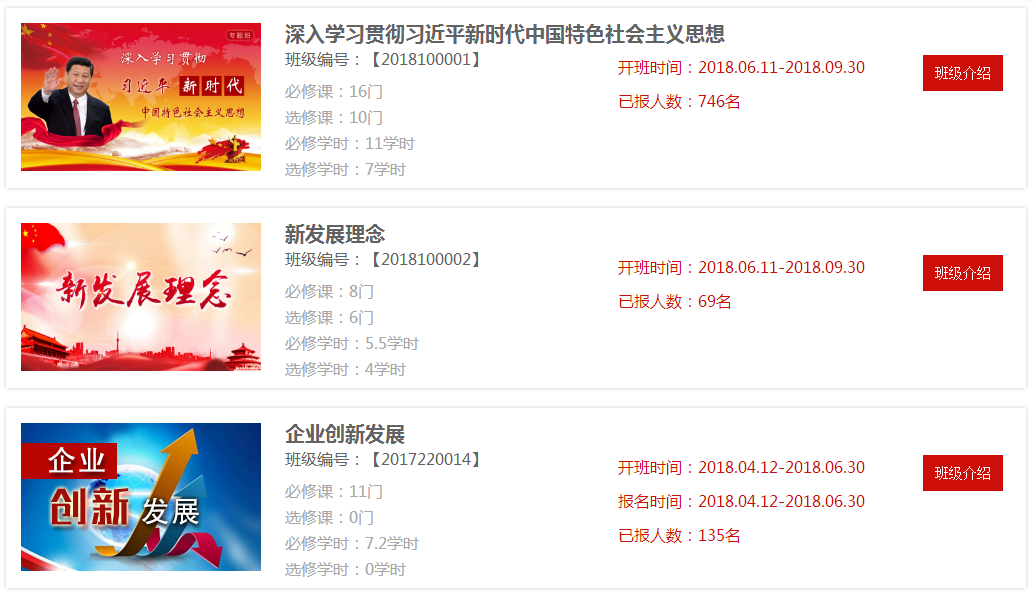 专题班
深入学习贯彻
习近平新时代
中国特色社会主义思想
深入学习贯彻习近平新时代中国特色社会主义思想
班级编号：【2018100001】
必修课：16门
选修课：10门
必修学时：11学时
选修学时：7学时
开班时间：2018.06.11-2018.09.30
已报人数：746名
班级介绍
新发展理念
新发展理念
班级编号：【2018100002】
必修课：8门
选修课：6门
必修学时：5.5学时
选修学时：4学时
开班时间：2018.06.11-2018.09.30
已报人数：69名
班级介绍
企业
创新发展
企业创新发展
班级编号：【2017220014】
必修课：11门
选修课：0门
必修学时：7.2学时
选修学时：0学时
开班时间：2018.04.12-2018.06.30
报名时间：2018.04.12-2018.06.30
已报人数：135名
班级介绍